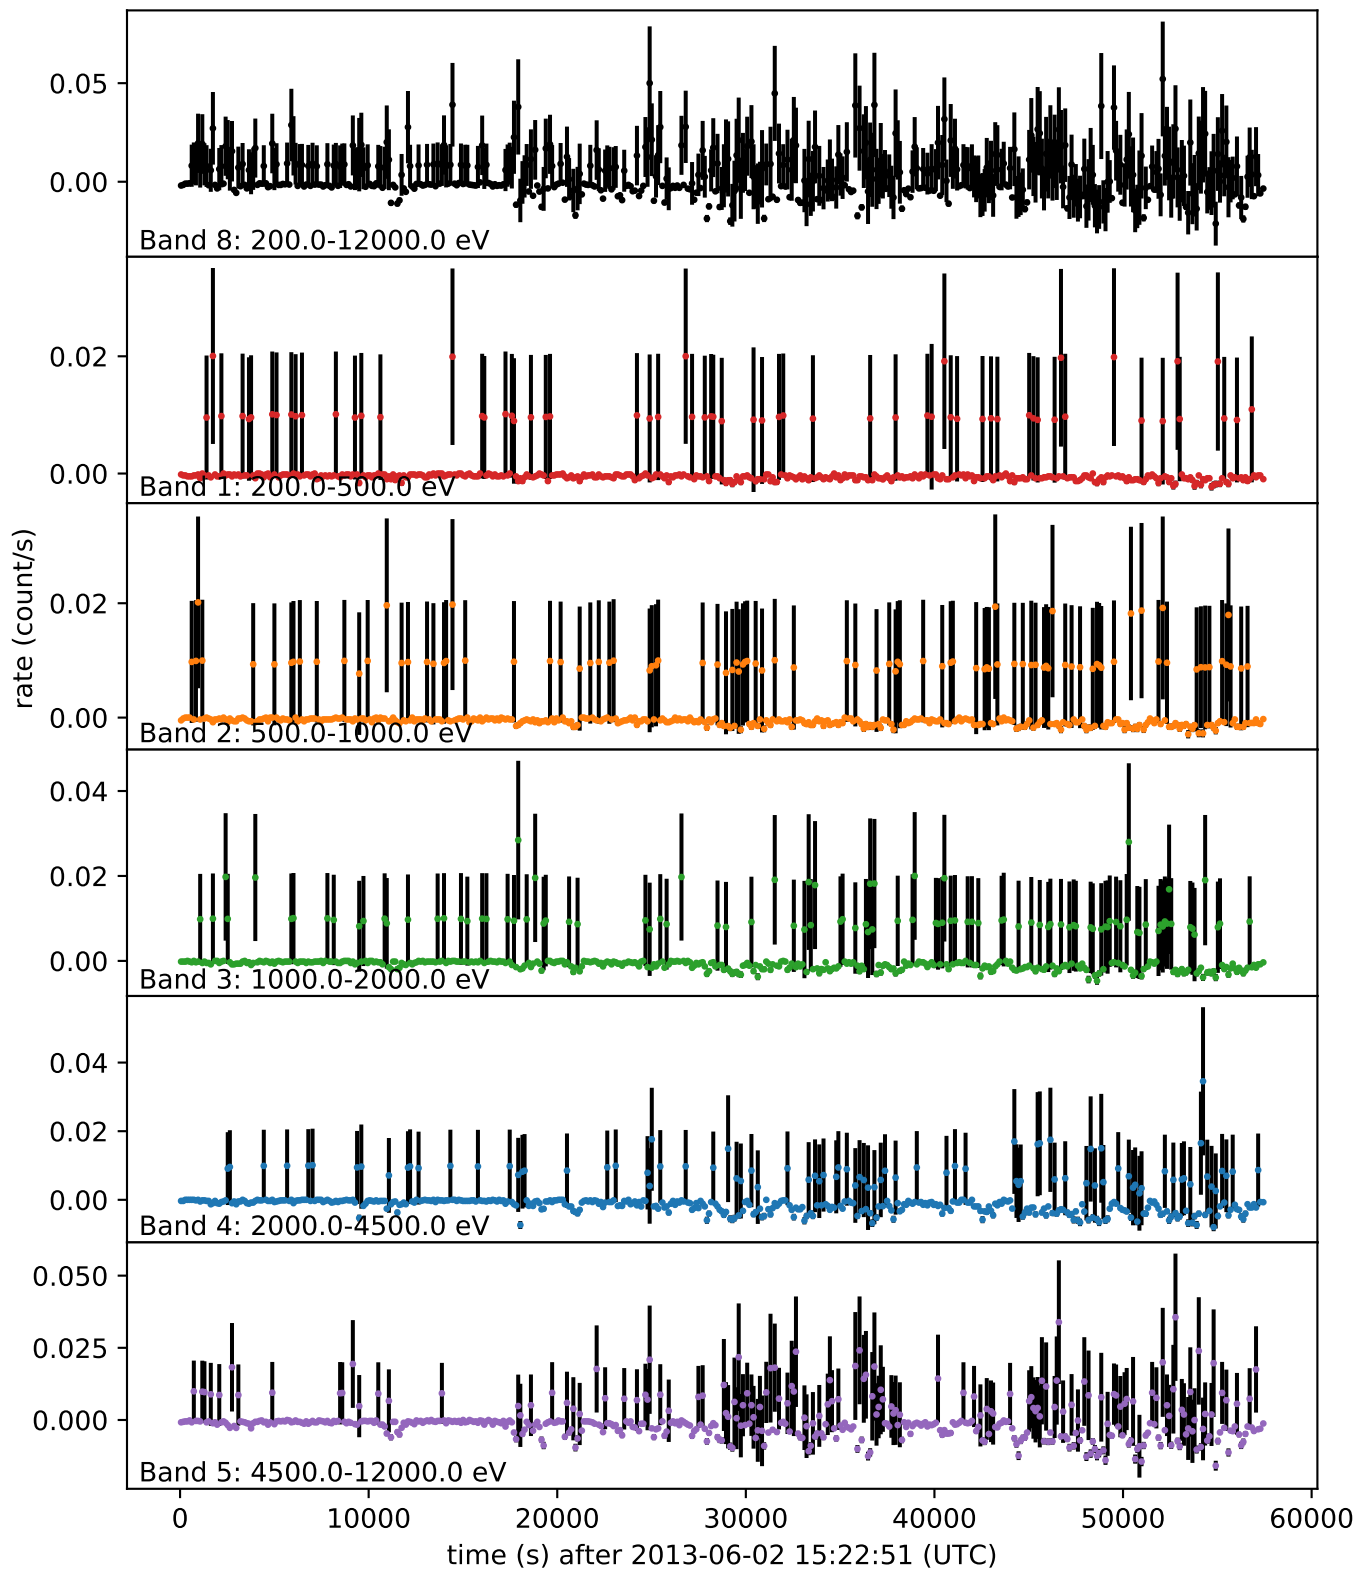 0.05
0.00
Band 8: 200.0-12000.0 eV
0.02
0.00
Band 1: 200.0-500.0 eV
0.02
0.00
Band 2: 500.0-1000.0 eV
rate (count/s)
0.04
0.02
0.00
Band 3: 1000.0-2000.0 eV
0.04
0.02
0.00
Band 4: 2000.0-4500.0 eV
0.050
0.025
0.000
Band 5: 4500.0-12000.0 eV
0 10000 20000 30000 40000 50000 60000
time (s) after 2013-06-02 15:22:51 (UTC)